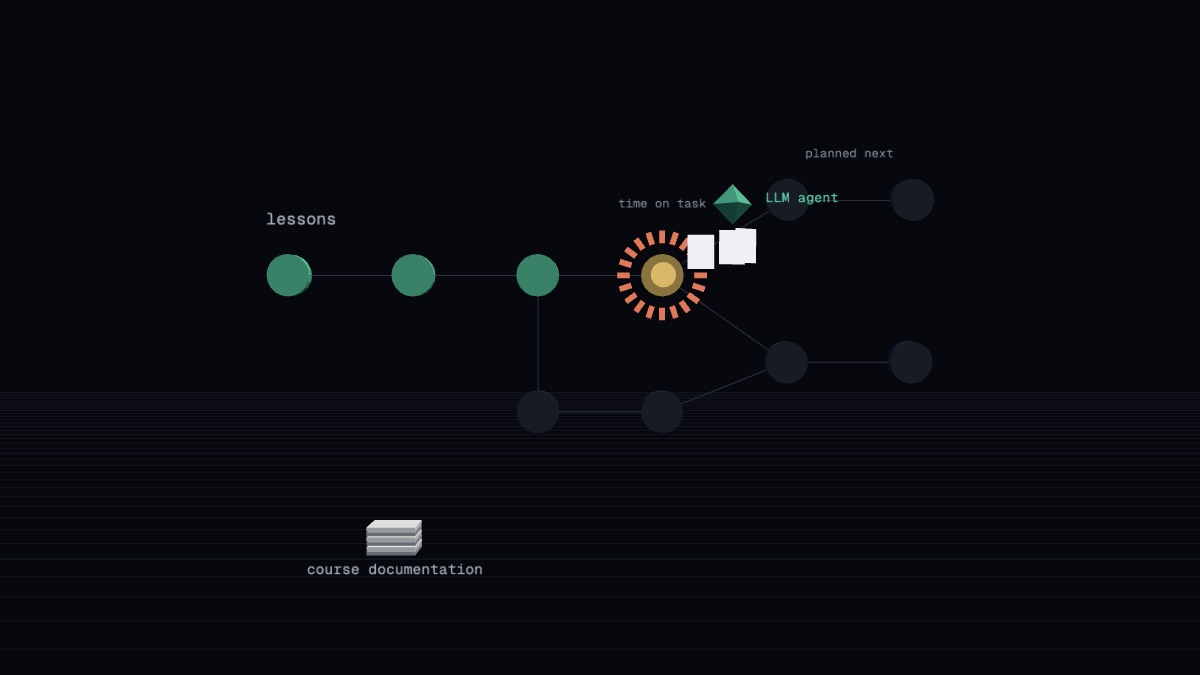 planned next
LLM agent
time on task
lessons
course documentation